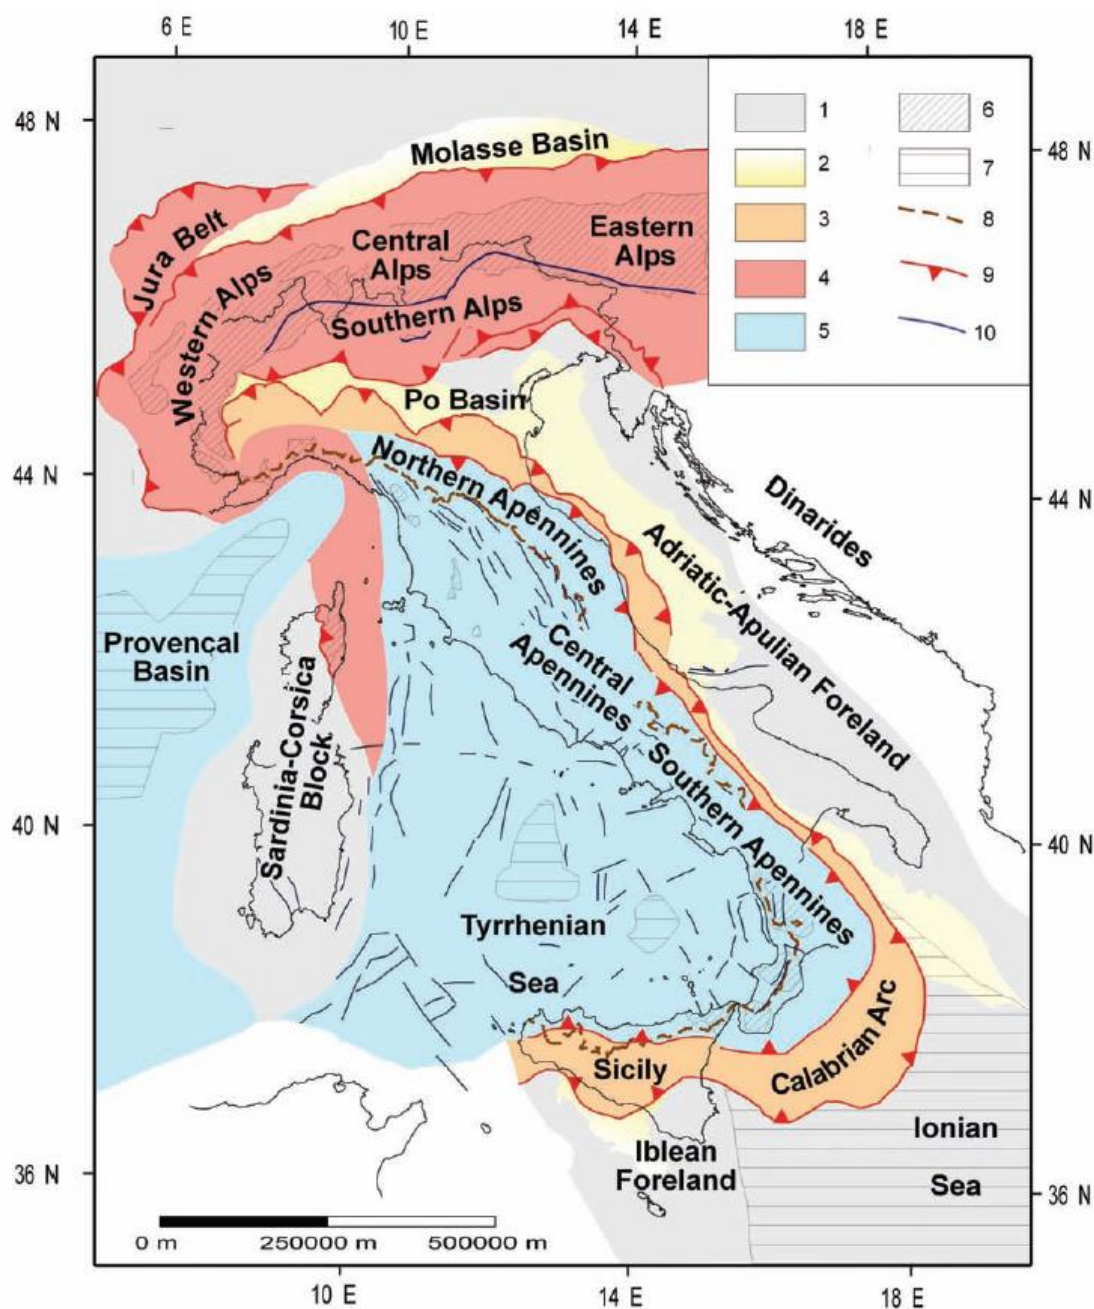 6 E
10 E
14 E
18 E
48 N
48 N
44 N
44 N
40 N
40 N
36 N
36 N
1
2
3
4
5
6
7
8
9
10
Molasse Basin
Jura Belt
Western Alps
Central
Alps
Eastern
Alps
Southern Alps
Po Basin
Northern Apennines
Dinarides
Adriatic-Apulian Foreland
Provençal
Basin
Central
Apennines
Sardinia-Corsica
Block
Southern Apennines
Tyrrhenian
Sea
Calabrian Arc
Sicily
Iblean
Foreland
Ionian
Sea
0 m
250000 m
500000 m
10 E
14 E
18 E